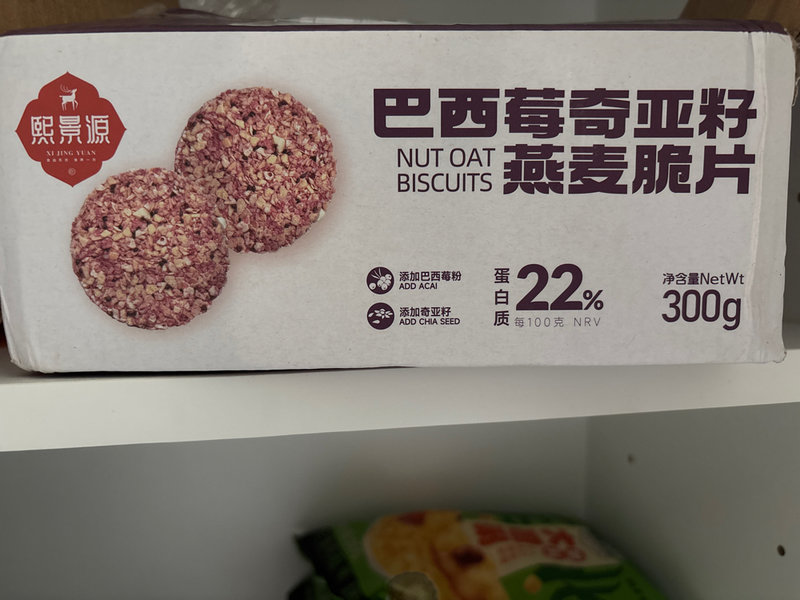 熙景源
XI JING YUAN
巴西莓奇亚籽
NUT OAT
BISCUITS
燕麦脆片
添加巴西莓粉
ADD ACAI
添加奇亚籽
ADD CHIA SEED
蛋白质
22%
每100克 NRV
净含量NetWt
300g